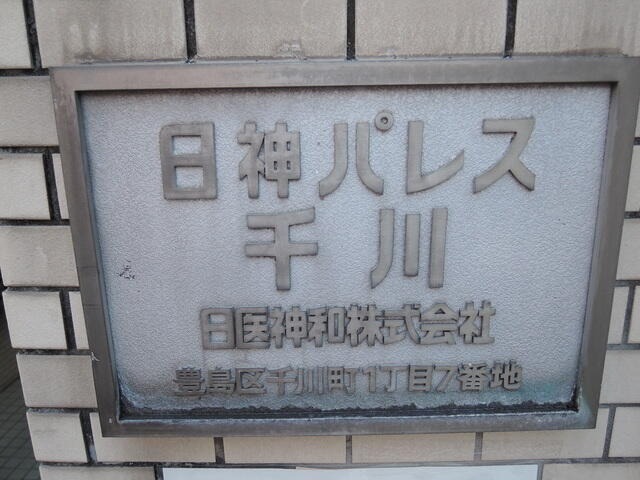 日神パレス
千川
日医神和株式会社
豊島区千川町1丁目7番地